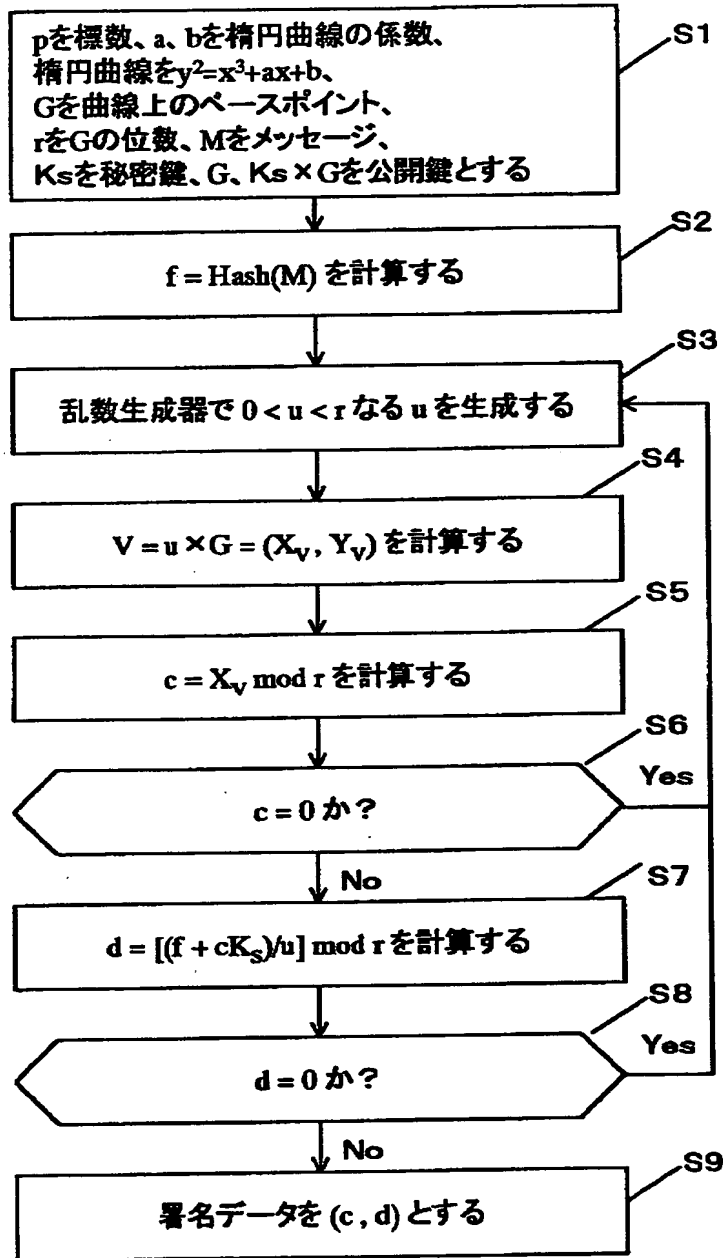 pを標数、a、bを楕円曲線の係数、
楕円曲線をy²=x³+ax+b、
Gを曲線上のベースポイント、
rをGの位数、Mをメッセージ、
Ksを秘密鍵、G、Ks×Gを公開鍵とする
S1
S2
f = Hash(M) を計算する
S3
乱数生成器で 0 < u < r なる u を生成する
S4
V = u ×G = (X_V , Y_V) を計算する
S5
c = X_V mod r を計算する
S6
c = 0 か?
Yes
No
S7
d = [(f + cK_S)/u] mod r を計算する
S8
d = 0 か?
Yes
No
S9
署名データを (c , d) とする